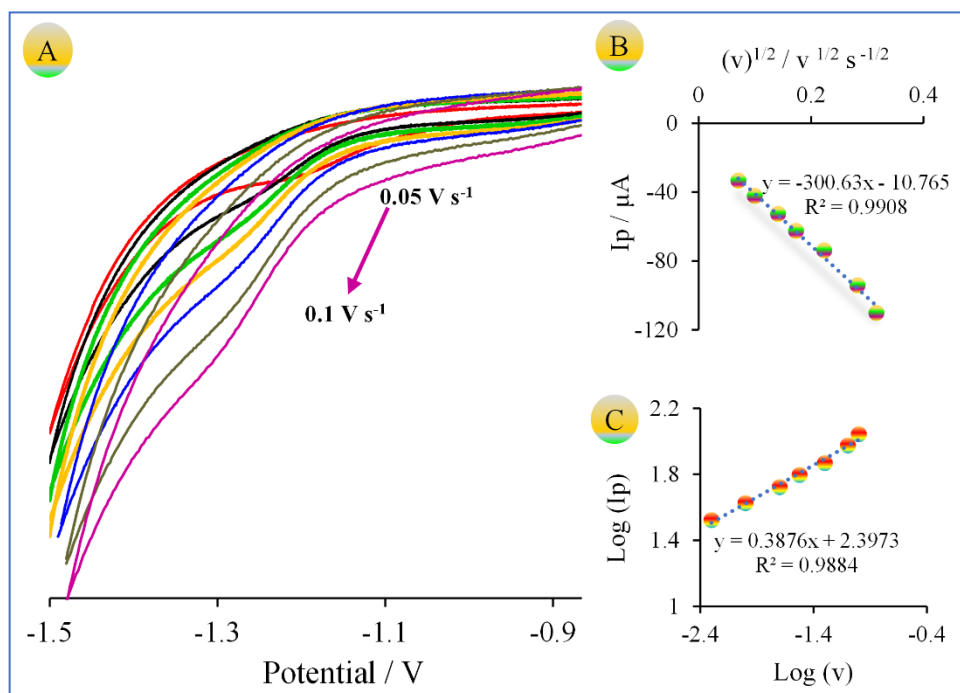 A
0.05 V s⁻¹
0.1 V s⁻¹
-1.5 -1.3 -1.1 -0.9
Potential / V
B
(v)¹/² / v ¹/² s ⁻¹/²
0 0.2 0.4
0
-40
-80
-120
Ip / µA
y = -300.63x - 10.765
R² = 0.9908
C
2.2
1.8
1.4
1
Log (Ip)
y = 0.3876x + 2.3973
R² = 0.9884
-2.4 -1.4 -0.4
Log (v)